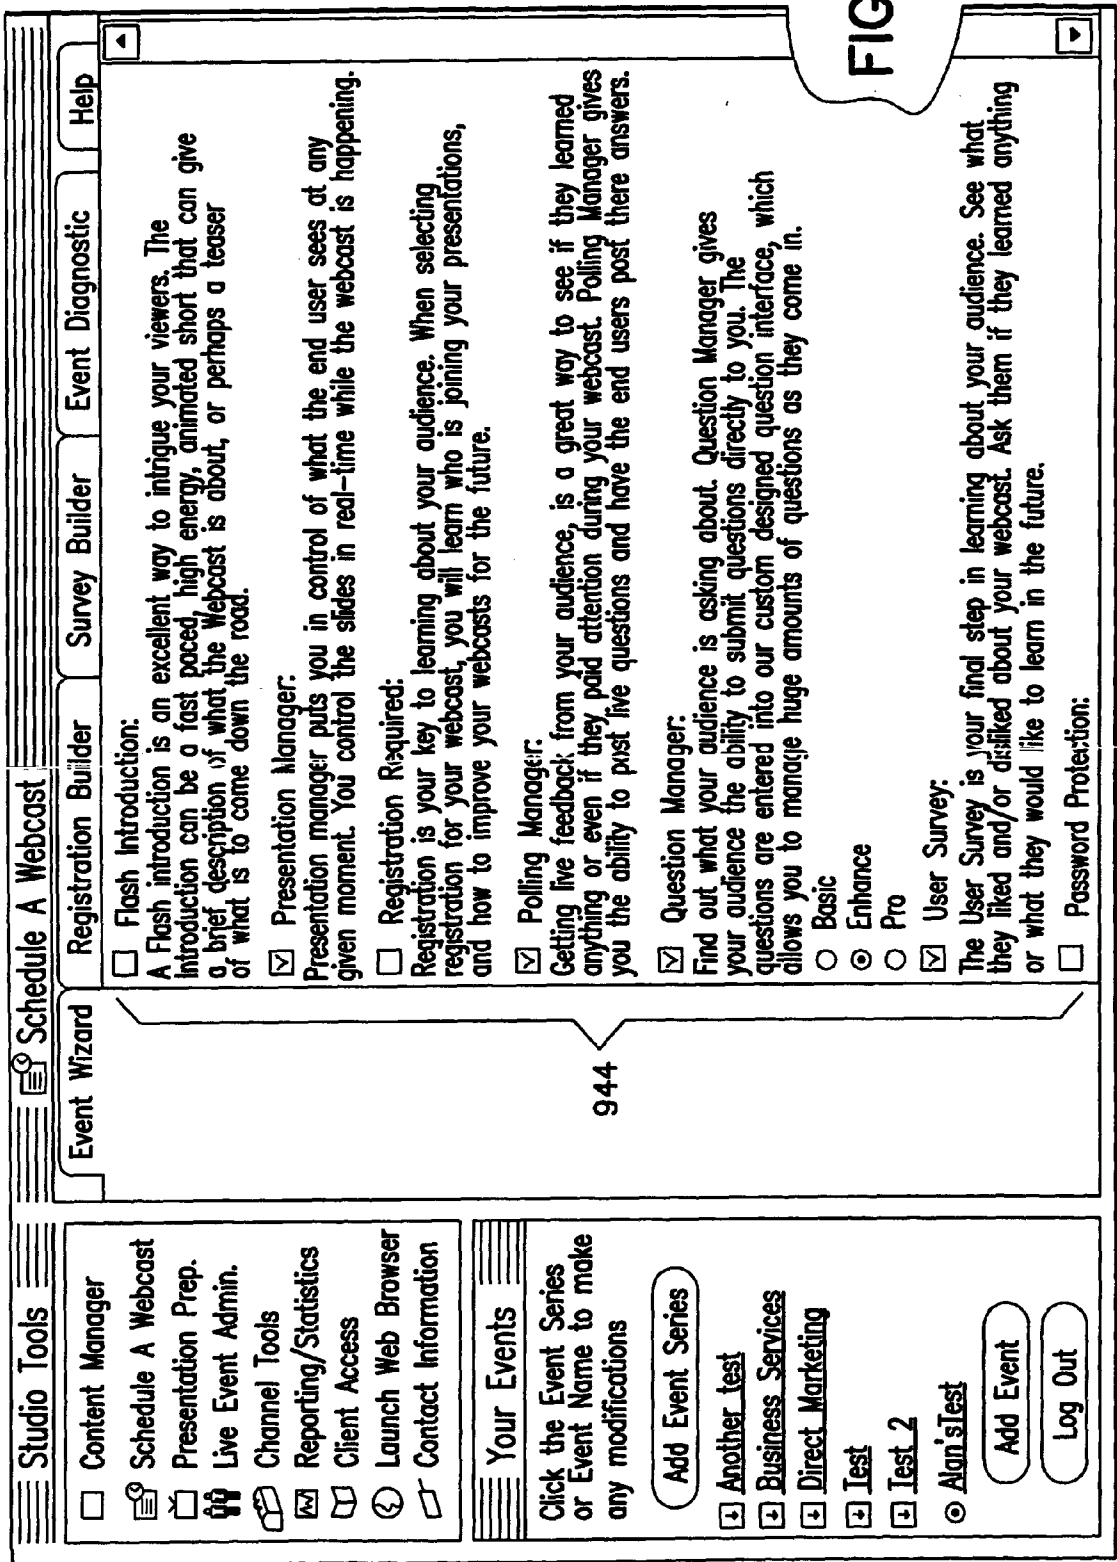 Studio Tools
Content Manager
Schedule A Webcast
Presentation Prep.
Live Event Admin.
Channel Tools
Reporting/Statistics
Client Access
Launch Web Browser
Contact Information
Your Events
Click the Event Series
or Event Name to make
any modifications
Add Event Series
Another test
Business Services
Direct Marketing
Test
Test 2
Alan'sTest
Add Event
Log Out
Schedule A Webcast
Event Wizard
Registration Builder
Survey Builder
Event Diagnostic
Help
944
Flash Introduction:
A Flash introduction is an excellent way to intrigue your viewers. The
Introduction can be a fast paced, high energy, animated short that can give
a brief description of what the Webcast is about, or perhaps a teaser
of what is to come down the road.
Presentation Manager:
Presentation manager puts you in control of what the end user sees at any
given moment. You control the slides in real-time while the webcast is happening.
Registration Required:
Registration is your key to learning about your audience. When selecting
registration for your webcast, you will learn who is joining your presentations,
and how to improve your webcasts for the future.
Polling Manager:
Getting live feedback from your audience, is a great way to see if they learned
anything or even if they paid attention during your webcast. Polling Manager gives
you the ability to post live questions and have the end users post there answers.
Question Manager:
Find out what your audience is asking about. Question Manager gives
your audience the ability to submit questions directly to you. The
questions are entered into our custom designed question interface, which
allows you to manage huge amounts of questions as they come in.
Basic
Enhance
Pro
User Survey:
The User Survey is your final step in learning about your audience. See what
they liked and/or disliked about your webcast. Ask them if they learned anything
or what they would like to learn in the future.
Password Protection:
FIG